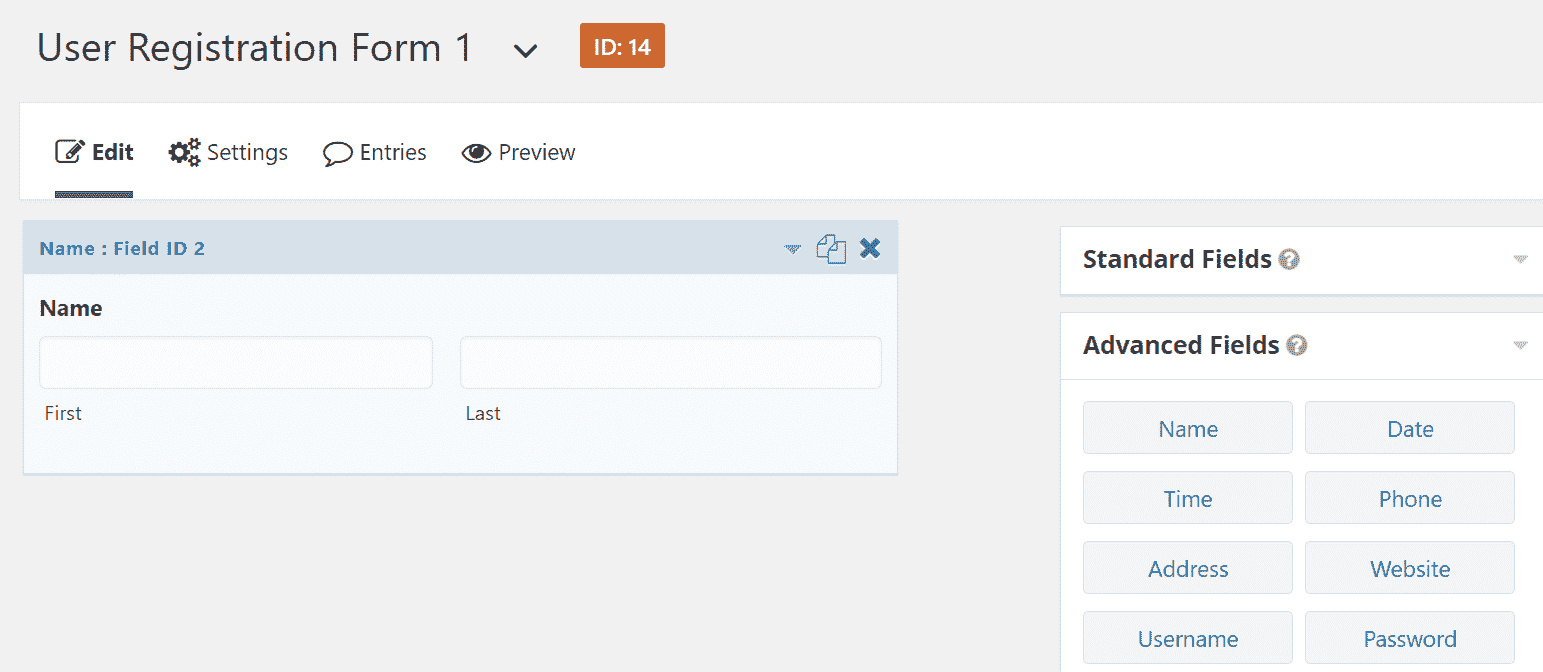 User Registration Form 1 ID: 14
Edit Settings Entries Preview
Name : Field ID 2
Name
First Last
Standard Fields
Advanced Fields
Name Date
Time Phone
Address Website
Username Password